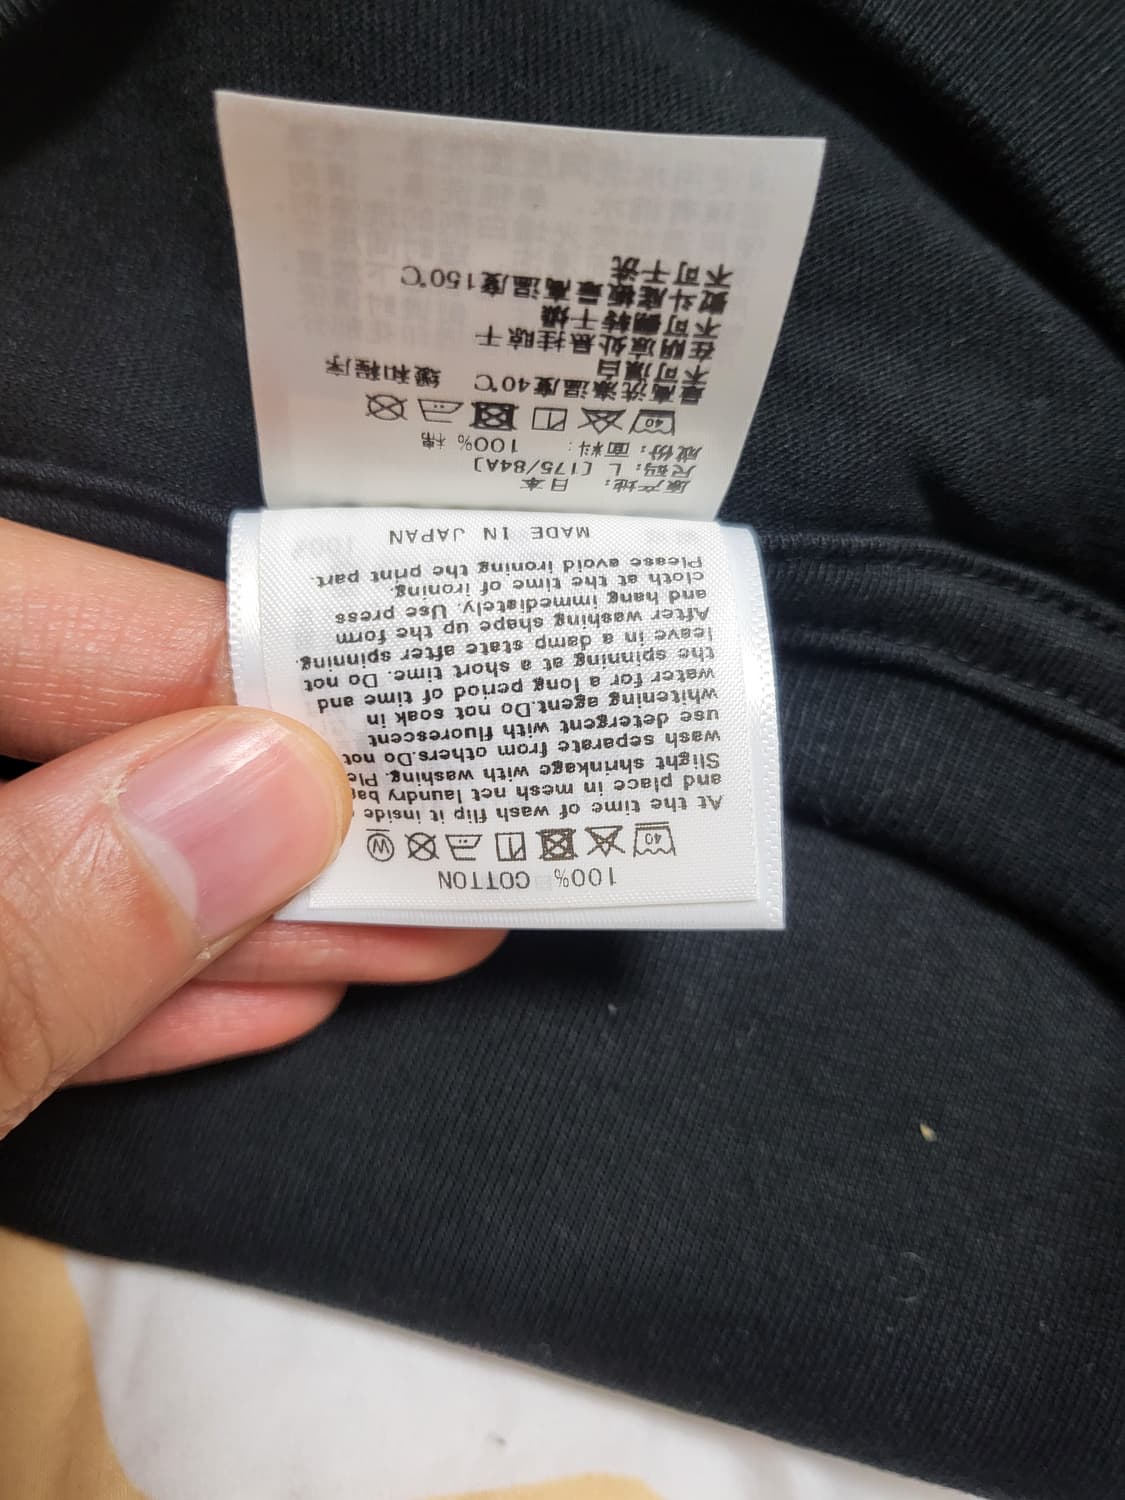 原产地: 日本
尺码: L [175/84A]
成份: 面料: 100% 棉
40
最高洗涤温度40℃ 缓和程序
不可漂白
在阴凉处悬挂晾干
不可翻转干燥
熨斗底板最高温度150℃
不可干洗
100% COTTON
40 W
At the time of wash flip it inside
and place in mesh net laundry
Slight shrinkage with washing.
wash separate from others.Do not
use detergent with fluorescent
whitening agent.Do not soak in
water for a long period of time and
the spinning at a short time. Do not
leave in a damp state after spinning.
After washing shape up the form
and hang immediately. Use press
cloth at the time of ironing.
Please avoid ironing the print part.
MADE IN JAPAN